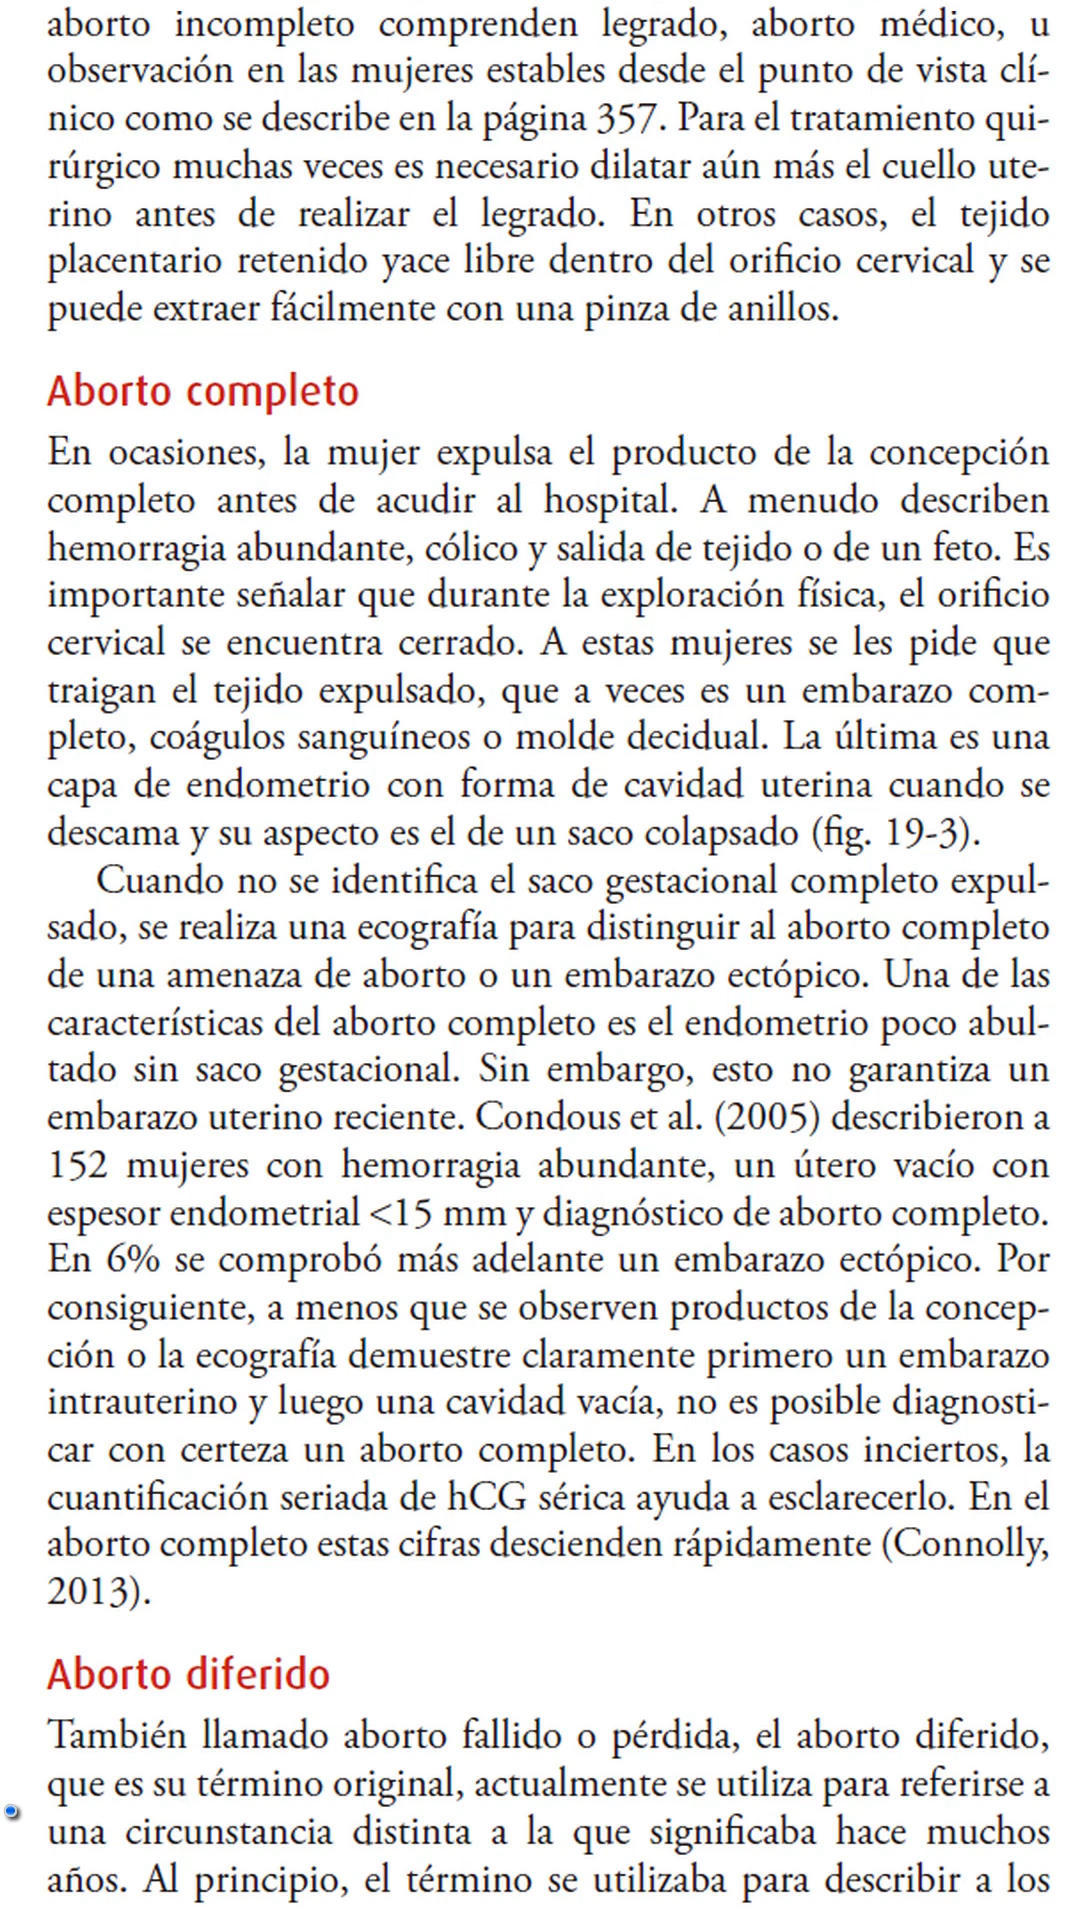 aborto incompleto comprenden legrado, aborto médico, u
observación en las mujeres estables desde el punto de vista clí-
nico como se describe en la página 357. Para el tratamiento qui-
rúrgico muchas veces es necesario dilatar aún más el cuello ute-
rino antes de realizar el legrado. En otros casos, el tejido
placentario retenido yace libre dentro del orificio cervical y se
puede extraer fácilmente con una pinza de anillos.
Aborto completo
En ocasiones, la mujer expulsa el producto de la concepción
completo antes de acudir al hospital. A menudo describen
hemorragia abundante, cólico y salida de tejido o de un feto. Es
importante señalar que durante la exploración física, el orificio
cervical se encuentra cerrado. A estas mujeres se les pide que
traigan el tejido expulsado, que a veces es un embarazo com-
pleto, coágulos sanguíneos o molde decidual. La última es una
capa de endometrio con forma de cavidad uterina cuando se
descama y su aspecto es el de un saco colapsado (fig. 19-3).
Cuando no se identifica el saco gestacional completo expul-
sado, se realiza una ecografía para distinguir al aborto completo
de una amenaza de aborto o un embarazo ectópico. Una de las
características del aborto completo es el endometrio poco abul-
tado sin saco gestacional. Sin embargo, esto no garantiza un
embarazo uterino reciente. Condous et al. (2005) describieron a
152 mujeres con hemorragia abundante, un útero vacío con
espesor endometrial <15 mm y diagnóstico de aborto completo.
En 6% se comprobó más adelante un embarazo ectópico. Por
consiguiente, a menos que se observen productos de la concep-
ción o la ecografía demuestre claramente primero un embarazo
intrauterino y luego una cavidad vacía, no es posible diagnosti-
car con certeza un aborto completo. En los casos inciertos, la
cuantificación seriada de hCG sérica ayuda a esclarecerlo. En el
aborto completo estas cifras descienden rápidamente (Connolly,
2013).
Aborto diferido
También llamado aborto fallido o pérdida, el aborto diferido,
que es su término original, actualmente se utiliza para referirse a
una circunstancia distinta a la que significaba hace muchos
años. Al principio, el término se utilizaba para describir a los